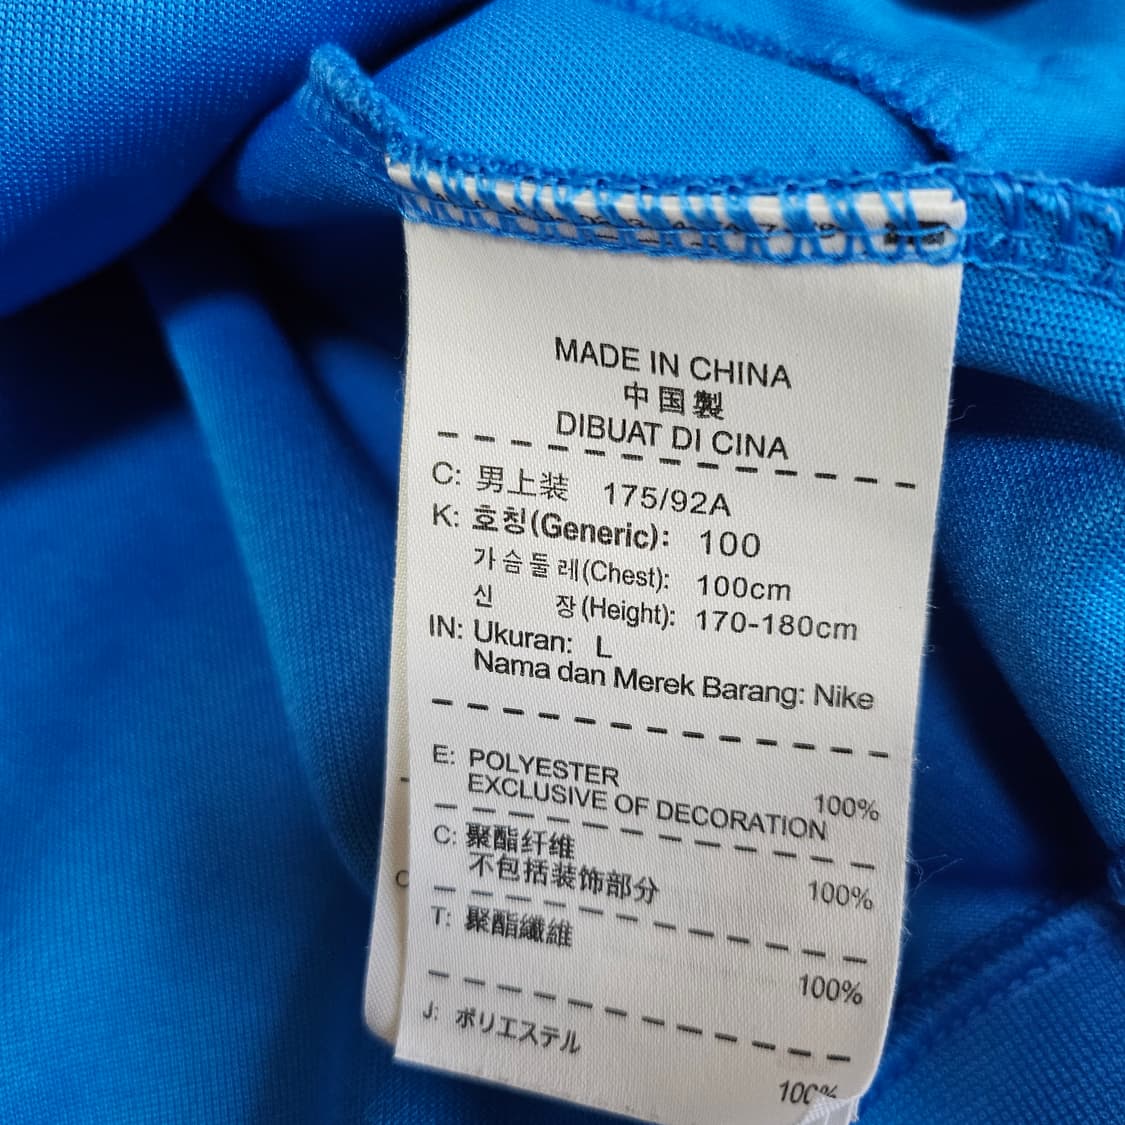 MADE IN CHINA
中国製
DIBUAT DI CINA
C: 男上装 175/92A
K: 호칭(Generic): 100
가슴둘레(Chest): 100cm
신 장(Height): 170-180cm
IN: Ukuran: L
Nama dan Merek Barang: Nike
E: POLYESTER 100%
EXCLUSIVE OF DECORATION
C: 聚酯纤维 100%
不包括装饰部分
T: 聚酯纖維 100%
J: ポリエステル 100%